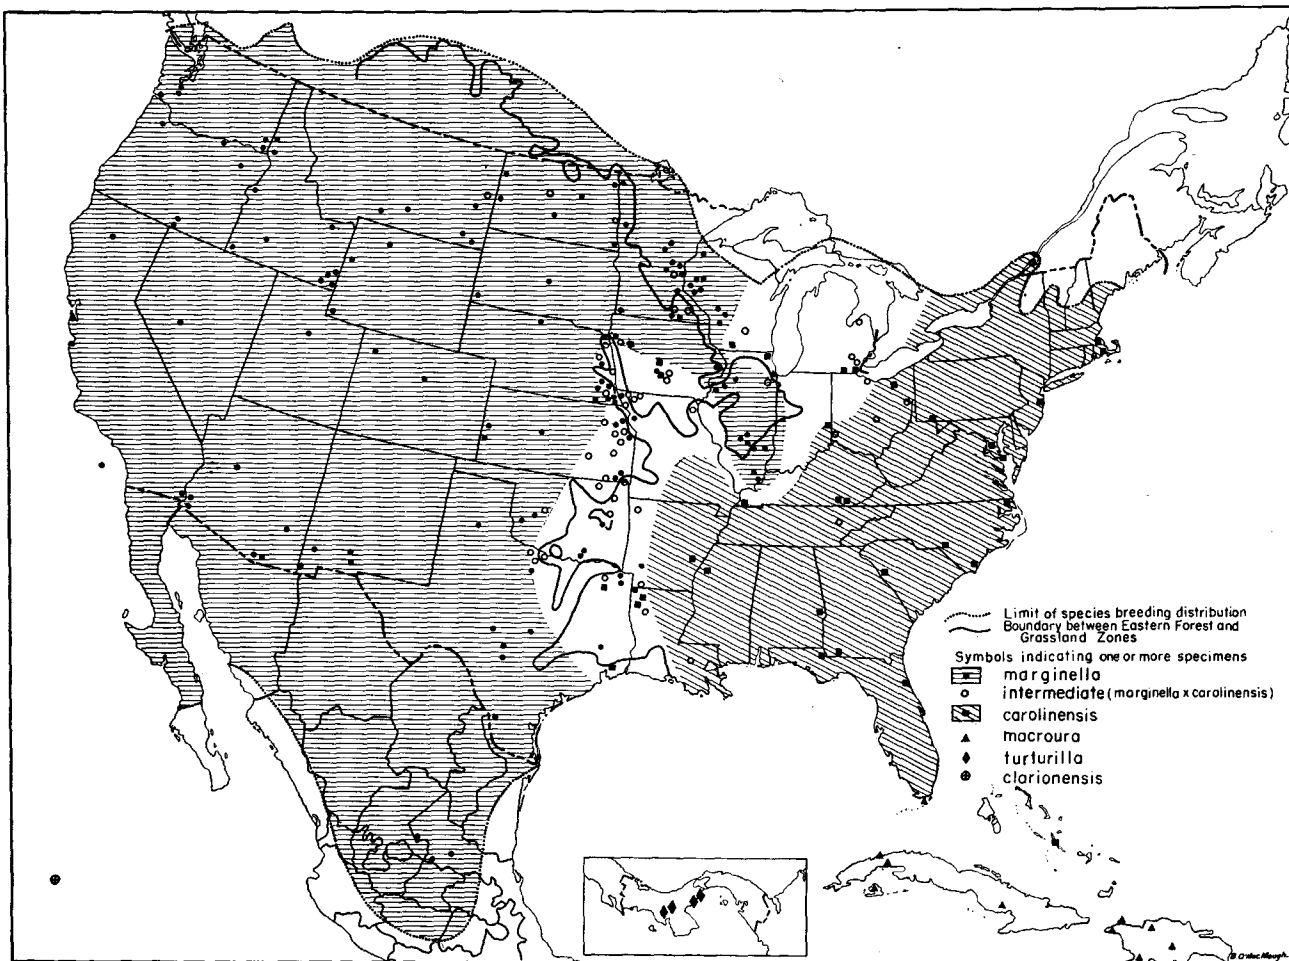 Limit of species breeding distribution
Boundary between Eastern Forest and
Grassland Zones
Symbols indicating one or more specimens
marginella
intermediate (marginella x carolinensis)
carolinensis
macroura
turturilla
clarionensis